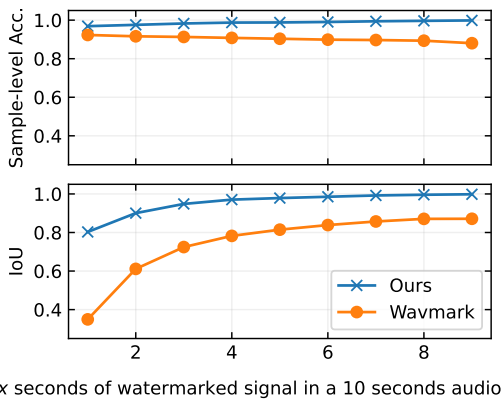 Sample-level Acc.
1.0
0.8
0.6
0.4
IoU
1.0
0.8
0.6
0.4
Ours
Wavmark
2 4 6 8
x seconds of watermarked signal in a 10 seconds audio